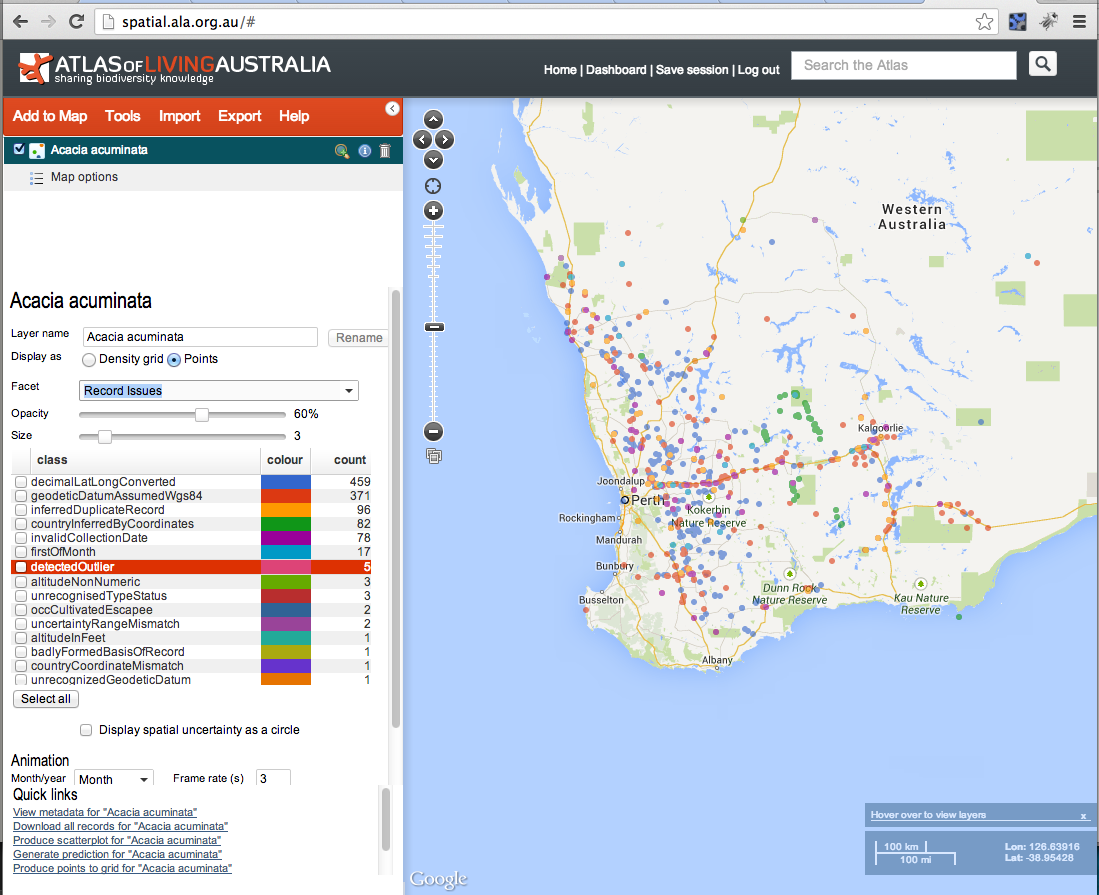 spatial.ala.org.au/#
ATLAS OF LIVING AUSTRALIA
sharing biodiversity knowledge
Home | Dashboard | Save session | Log out
Search the Atlas
Add to Map Tools Import Export Help
Acacia acuminata
Map options
Acacia acuminata
Layer name Acacia acuminata Rename
Display as Density grid Points
Facet Record Issues
Opacity 60%
Size 3
class colour count
decimalLatLongConverted 459
geodeticDatumAssumedWgs84 371
inferredDuplicateRecord 96
countryInferredByCoordinates 82
invalidCollectionDate 78
firstOfMonth 17
detectedOutlier 5
altitudeNonNumeric 3
unrecognisedTypeStatus 3
occCultivatedEscapee 2
uncertaintyRangeMismatch 2
altitudeInFeet 1
badlyFormedBasisOfRecord 1
countryCoordinateMismatch 1
unrecognizedGeodeticDatum 1
Select all
Display spatial uncertainty as a circle
Animation
Month/year Month Frame rate (s) 3
Quick links
View metadata for "Acacia acuminata"
Download all records for "Acacia acuminata"
Produce scatterplot for "Acacia acuminata"
Generate prediction for "Acacia acuminata"
Produce points to grid for "Acacia acuminata"
Western
Australia
Kalgoorlie
Joondalup
Perth
Kokerbin
Nature Reserve
Rockingham
Mandurah
Bunbury
Busselton
Dunn Rock
Nature Reserve
Kau Nature
Reserve
Albany
Hover over to view layers x
100 km
100 mi
Lon: 126.63916
Lat: -38.95428
Google